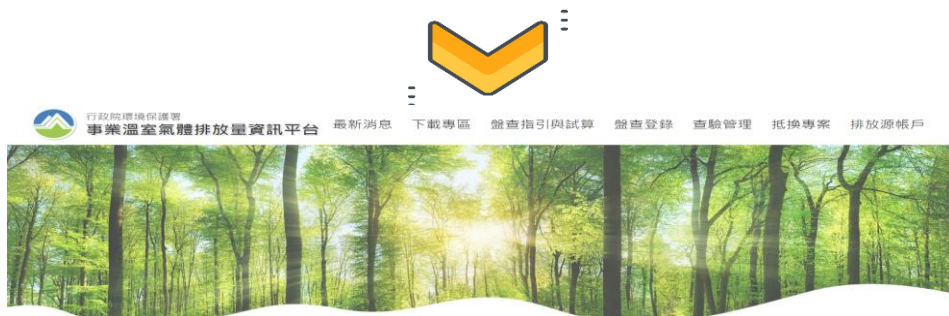 行政院環境保護署
事業溫室氣體排放量資訊平台 最新消息 下載專區 盤查指引與試算 盤查登錄 查驗管理 抵換專案 排放源帳戶